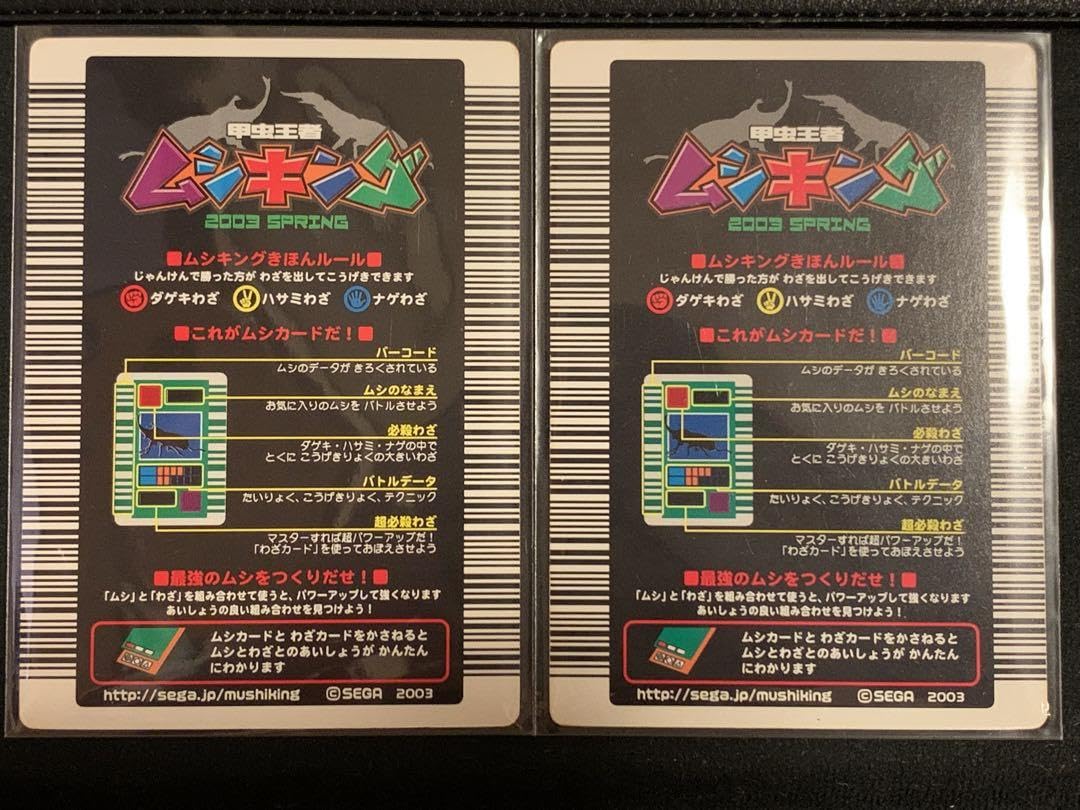 甲虫王者
ムシキング
2003 SPRING
■ムシキングきほんルール■
じゃんけんで勝った方が わざを出してこうげきできます
ダゲキわざ ハサミわざ ナゲわざ
■これがムシカードだ！■
バーコード
ムシのデータが きろくされている
ムシのなまえ
お気に入りのムシを バトルさせよう
必殺わざ
ダゲキ・ハサミ・ナゲの中で
とくに こうげきりょくの大きいわざ
バトルデータ
たいりょく、こうげきりょく、テクニック
超必殺わざ
マスターすれば超パワーアップだ！
「わざカード」を使っておぼえさせよう
■最強のムシをつくりだせ！■
「ムシ」と「わざ」を組み合わせて使うと、パワーアップして強くなります
あいしょうの良い組み合わせを見つけよう！
ムシカードと わざカードをかさねると
ムシとわざとのあいしょうが かんたん
にわかります
http://sega.jp/mushiking ©SEGA 2003
甲虫王者
ムシキング
2003 SPRING
■ムシキングきほんルール■
じゃんけんで勝った方が わざを出してこうげきできます
ダゲキわざ ハサミわざ ナゲわざ
■これがムシカードだ！■
バーコード
ムシのデータが きろくされている
ムシのなまえ
お気に入りのムシを バトルさせよう
必殺わざ
ダゲキ・ハサミ・ナゲの中で
とくに こうげきりょくの大きいわざ
バトルデータ
たいりょく、こうげきりょく、テクニック
超必殺わざ
マスターすれば超パワーアップだ！
「わざカード」を使っておぼえさせよう
■最強のムシをつくりだせ！■
「ムシ」と「わざ」を組み合わせて使うと、パワーアップして強くなります
あいしょうの良い組み合わせを見つけよう！
ムシカードと わざカードをかさねると
ムシとわざとのあいしょうが かんたん
にわかります
http://sega.jp/mushiking ©SEGA 2003